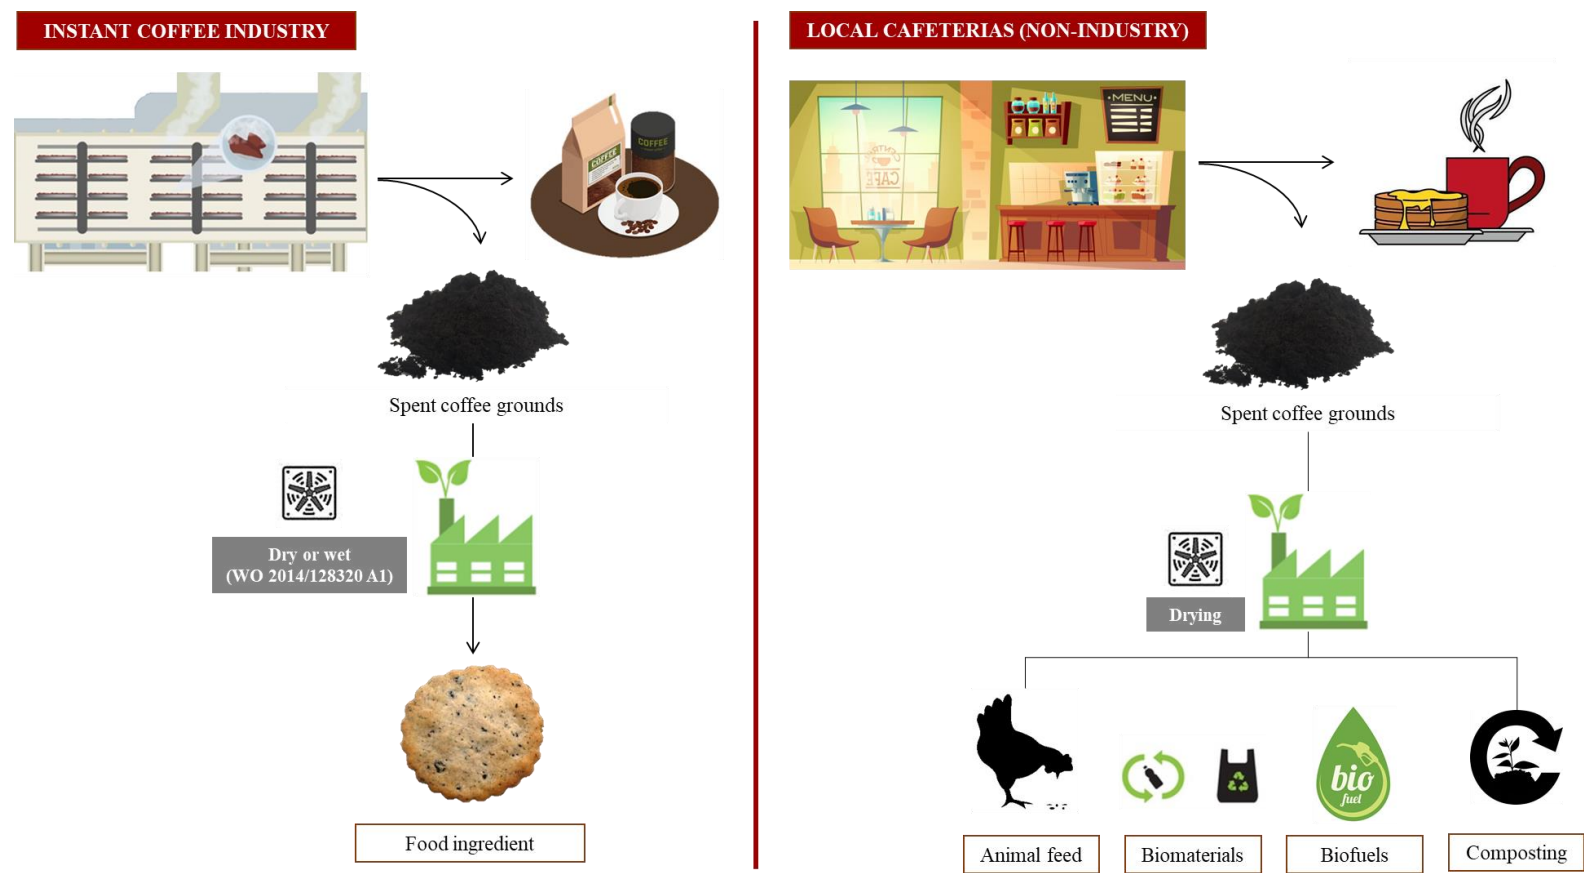 INSTANT COFFEE INDUSTRY
COFFEE
COFFEE
Spent coffee grounds
Dry or wet
(WO 2014/128320 A1)
Food ingredient
LOCAL CAFETERIAS (NON-INDUSTRY)
MENU
CAFE
Spent coffee grounds
Drying
bio
fuel
Animal feed
Biomaterials
Biofuels
Composting